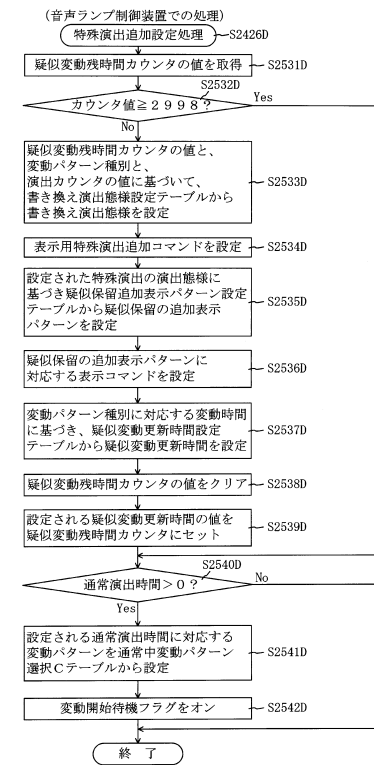 (音声ランプ制御装置での処理)
特殊演出追加設定処理
S2426D
疑似変動残時間カウンタの値を取得
S2531D
S2532D
カウンタ値≧2998?
Yes
No
疑似変動残時間カウンタの値と、
変動パターン種別と、
演出カウンタの値に基づいて、
書き換え演出態様設定テーブルから
書き換え演出態様を設定
S2533D
表示用特殊演出追加コマンドを設定
S2534D
設定された特殊演出の演出態様に
基づき疑似保留追加表示パターン設定
テーブルから疑似保留の追加表示
パターンを設定
S2535D
疑似保留の追加表示パターンに
対応する表示コマンドを設定
S2536D
変動パターン種別に対応する変動時間
に基づき、疑似変動更新時間設定
テーブルから疑似変動更新時間を設定
S2537D
疑似変動残時間カウンタの値をクリア
S2538D
設定される疑似変動更新時間の値を
疑似変動残時間カウンタにセット
S2539D
S2540D
通常演出時間>0?
No
Yes
設定される通常演出時間に対応する
変動パターンを通常中変動パターン
選択Cテーブルから設定
S2541D
変動開始待機フラグをオン
S2542D
終 了